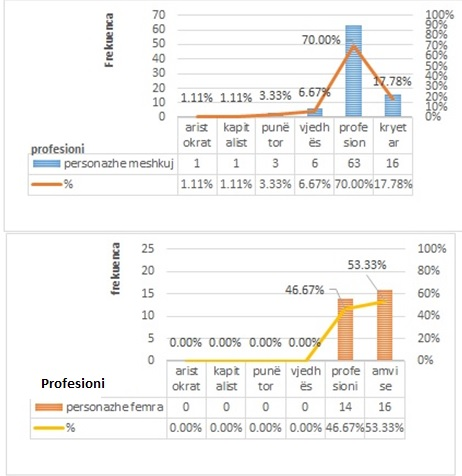 Frekuenca
70
60
50
40
30
20
10
0
100%
90%
80%
70%
60%
50%
40%
30%
20%
10%
0%
1.11% 1.11% 3.33% 6.67% 70.00% 17.78%
profesioni
arist okrat
kapit alist
punë tor
vjedh ës
profe sion
kryet ar
personazhe meshkuj 1 1 3 6 63 16
% 1.11% 1.11% 3.33% 6.67% 70.00% 17.78%
frekuenca
25
20
15
10
5
0
100%
80%
60%
40%
20%
0%
0.00% 0.00% 0.00% 0.00% 46.67% 53.33%
Profesioni
arist okrat
kapit alist
punë tor
vjedh ës
profe sioni
amvi se
personazhe femra 0 0 0 0 14 16
% 0.00% 0.00% 0.00% 0.00% 46.67% 53.33%